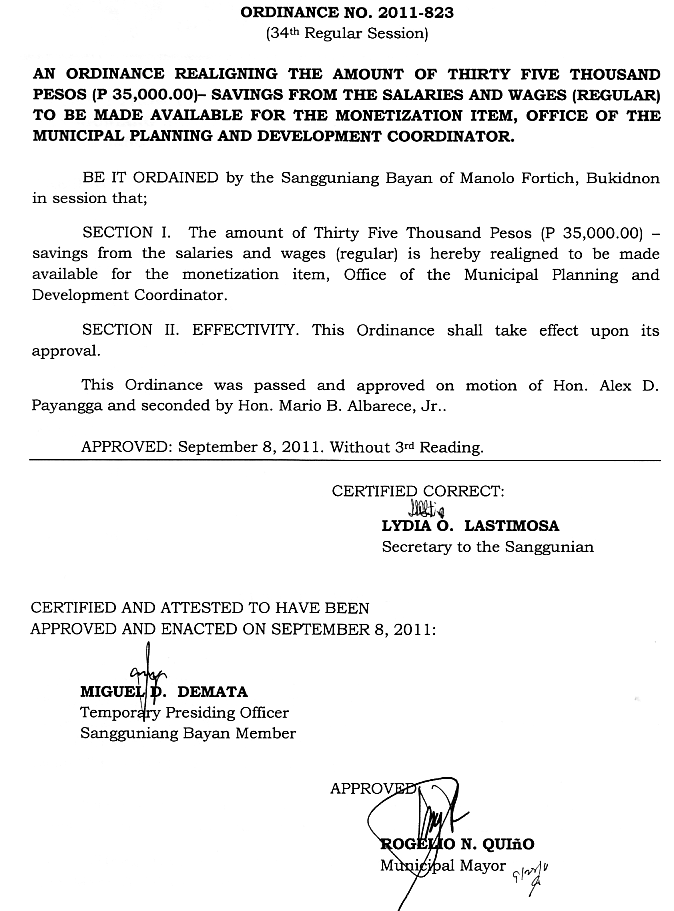 ORDINANCE NO. 2011-823
(34th Regular Session)
AN ORDINANCE REALIGNING THE AMOUNT OF THIRTY FIVE THOUSAND
PESOS (P 35,000.00)– SAVINGS FROM THE SALARIES AND WAGES (REGULAR)
TO BE MADE AVAILABLE FOR THE MONETIZATION ITEM, OFFICE OF THE
MUNICIPAL PLANNING AND DEVELOPMENT COORDINATOR.
BE IT ORDAINED by the Sangguniang Bayan of Manolo Fortich, Bukidnon
in session that;
SECTION I. The amount of Thirty Five Thousand Pesos (P 35,000.00) –
savings from the salaries and wages (regular) is hereby realigned to be made
available for the monetization item, Office of the Municipal Planning and
Development Coordinator.
SECTION II. EFFECTIVITY. This Ordinance shall take effect upon its
approval.
This Ordinance was passed and approved on motion of Hon. Alex D.
Payangga and seconded by Hon. Mario B. Albarece, Jr..
APPROVED: September 8, 2011. Without 3rd Reading.
CERTIFIED CORRECT:
LYDIA O. LASTIMOSA
Secretary to the Sanggunian
CERTIFIED AND ATTESTED TO HAVE BEEN
APPROVED AND ENACTED ON SEPTEMBER 8, 2011:
MIGUEL D. DEMATA
Temporary Presiding Officer
Sangguniang Bayan Member
APPROVED:
ROGELIO N. QUIñO
Municipal Mayor